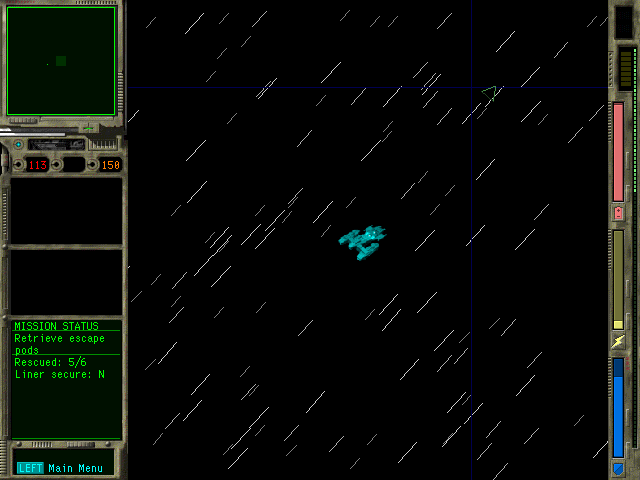 113
150
MISSION STATUS
Retrieve escape
pods
Rescued: 5/6
Liner secure: N
LEFT Main Menu